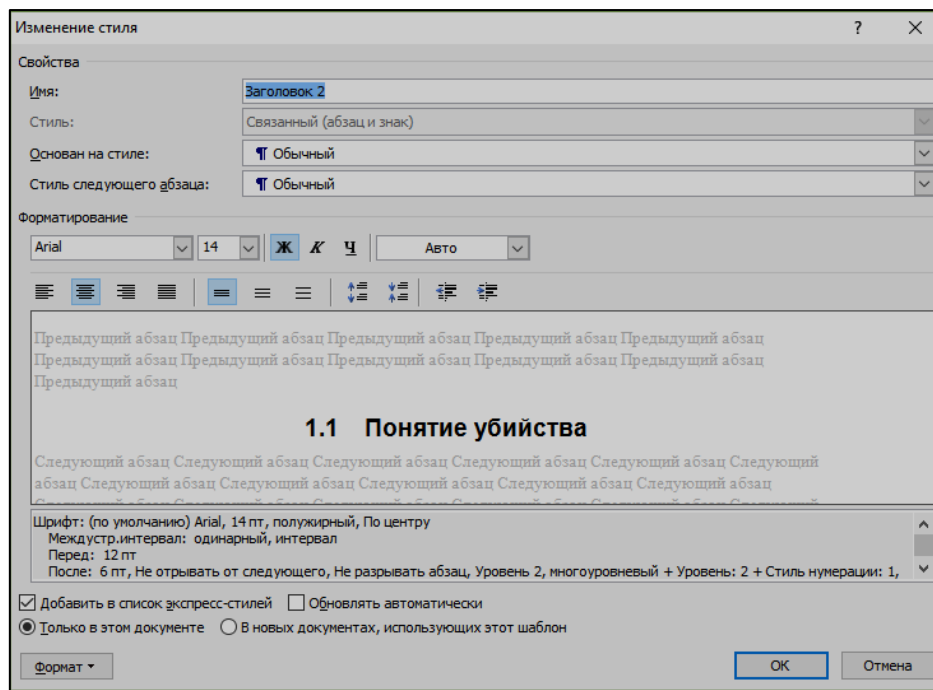 Изменение стиля ? ×
Свойства
Имя: Заголовок 2
Стиль: Связанный (абзац и знак)
Основан на стиле: ¶ Обычный
Стиль следующего абзаца: ¶ Обычный
Форматирование
Arial 14 Ж К Ч Авто
Предыдущий абзац Предыдущий абзац Предыдущий абзац Предыдущий абзац Предыдущий абзац
Предыдущий абзац Предыдущий абзац Предыдущий абзац Предыдущий абзац Предыдущий абзац
Предыдущий абзац
1.1 Понятие убийства
Следующий абзац Следующий абзац Следующий абзац Следующий абзац Следующий абзац Следующий
абзац Следующий абзац Следующий абзац Следующий абзац Следующий абзац Следующий абзац
Шрифт: (по умолчанию) Arial, 14 пт, полужирный, По центру
Междустр.интервал: одинарный, интервал
Перед: 12 пт
После: 6 пт, Не отрывать от следующего, Не разрывать абзац, Уровень 2, многоуровневый + Уровень: 2 + Стиль нумерации: 1,
Добавить в список экспресс-стилей Обновлять автоматически
Только в этом документе В новых документах, использующих этот шаблон
Формат ОК Отмена